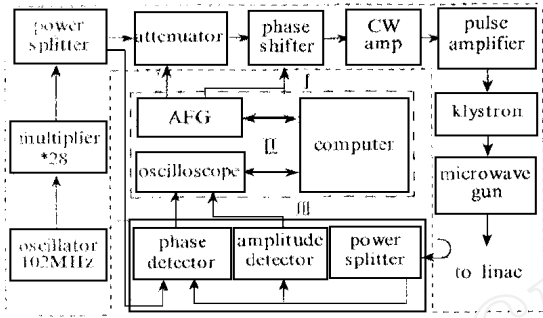 power
splitter
attenuator
phase
shifter
CW
amp
pulse
amplifier
I
AFG
II
computer
klystron
multiplier
*28
oscilloscope
microwave
gun
III
oscillator
102MHz
phase
detector
amplitude
detector
power
splitter
to linac